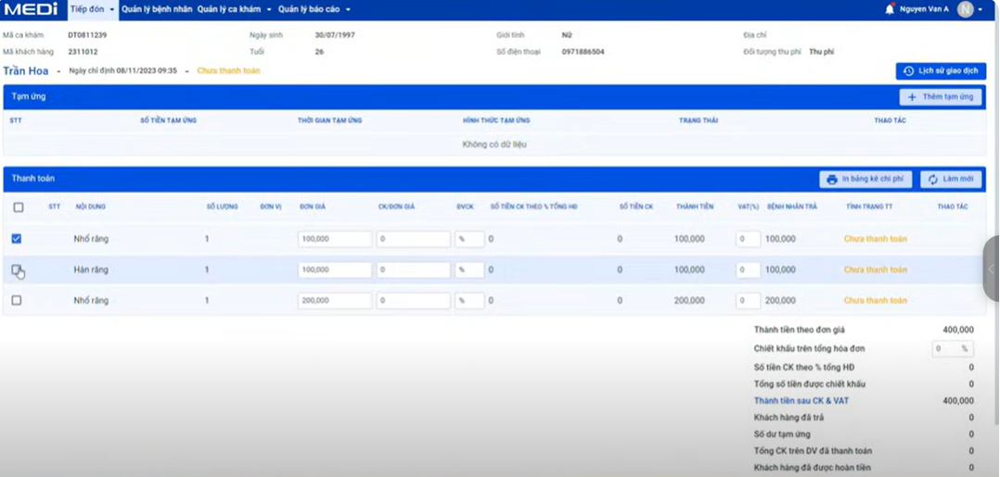 MEDi Tiếp đón Quản lý bệnh nhân Quản lý ca khám Quản lý báo cáo Nguyen Van A N
Mã ca khám DT0811239 Ngày sinh 30/07/1997 Giới tính Nữ Địa chỉ
Mã khách hàng 2311012 Tuổi 26 Số điện thoại 0971886504 Đối tượng thu phí Thu phí
Trần Hoa - Ngày chỉ định 08/11/2023 09:35 - Chưa thanh toán Lịch sử giao dịch
Tạm ứng + Thêm tạm ứng
STT SỐ TIỀN TẠM ỨNG THỜI GIAN TẠM ỨNG HÌNH THỨC TẠM ỨNG TRẠNG THÁI THAO TÁC
Không có dữ liệu
Thanh toán In bảng kê chi phí Làm mới
STT NỘI DUNG SỐ LƯỢNG ĐƠN VỊ ĐƠN GIÁ CK/ĐƠN GIÁ ĐVCK SỐ TIỀN CK THEO % TỔNG HĐ SỐ TIỀN CK THÀNH TIỀN VAT(%) BỆNH NHÂN TRẢ TÌNH TRẠNG TT THAO TÁC
Nhổ răng 1 100,000 0 % 0 0 100,000 0 100,000 Chưa thanh toán
Hàn răng 1 100,000 0 % 0 0 100,000 0 100,000 Chưa thanh toán
Nhổ răng 1 200,000 0 % 0 0 200,000 0 200,000 Chưa thanh toán
Thành tiền theo đơn giá 400,000
Chiết khấu trên tổng hóa đơn 0 %
Số tiền CK theo % tổng HĐ 0
Tổng số tiền được chiết khấu 0
Thành tiền sau CK & VAT 400,000
Khách hàng đã trả 0
Số dư tạm ứng 0
Tổng CK trên DV đã thanh toán 0
Khách hàng đã được hoàn tiền 0